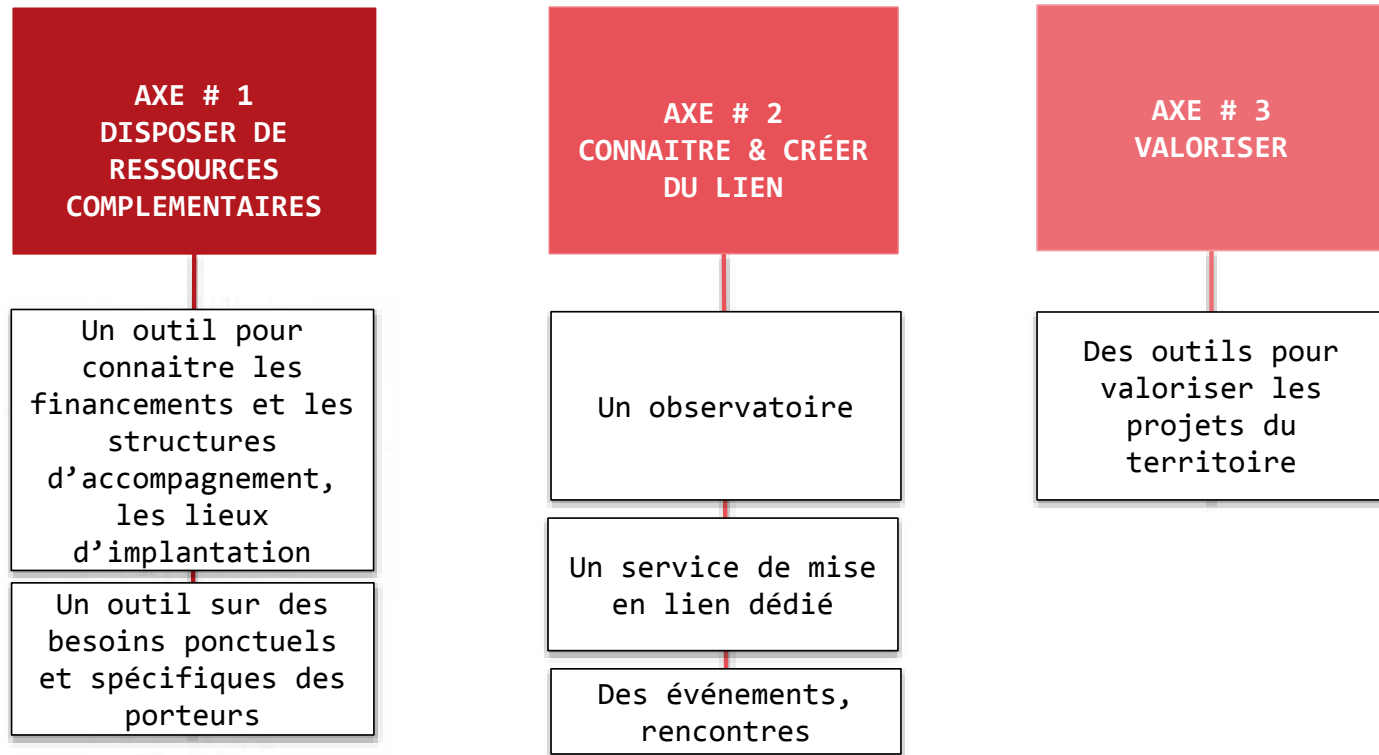 AXE # 1
DISPOSER DE
RESSOURCES
COMPLEMENTAIRES
Un outil pour
connaitre les
financements et les
structures
d’accompagnement,
les lieux
d’implantation
Un outil sur des
besoins ponctuels
et spécifiques des
porteurs
AXE # 2
CONNAITRE & CRÉER
DU LIEN
Un observatoire
Un service de mise
en lien dédié
Des événements,
rencontres
AXE # 3
VALORISER
Des outils pour
valoriser les
projets du
territoire